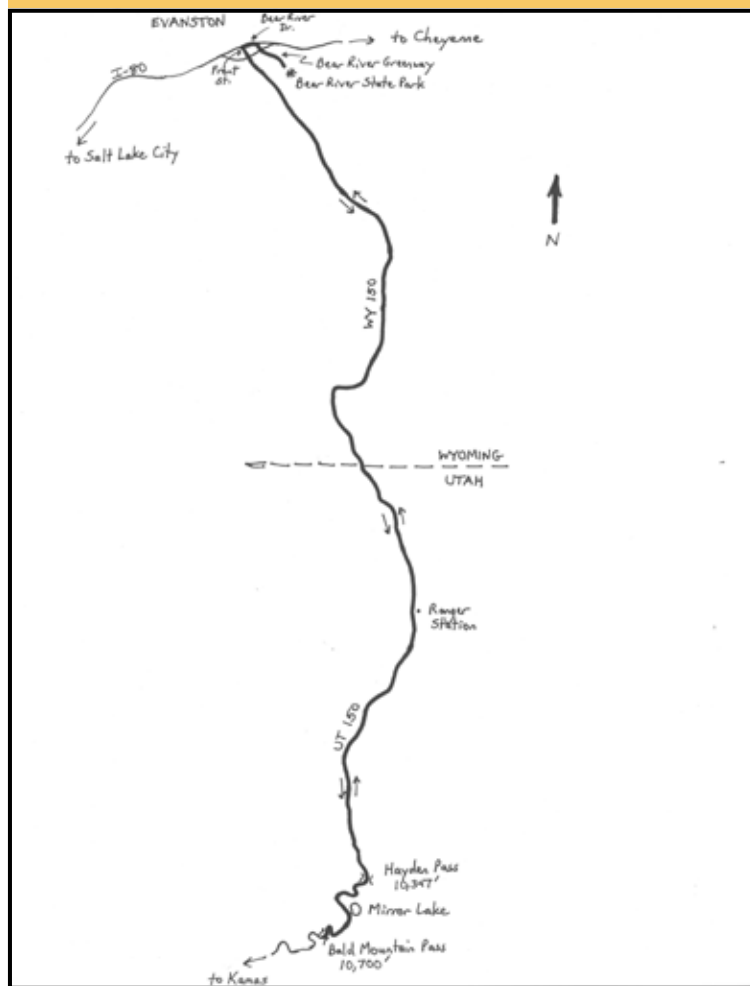 EVANSTON
Bear River
Dr.
to Cheyenne
Bear River Greenway
Front
St.
Bear River State Park
I-80
to Salt Lake City
N
WY 150
WYOMING
UTAH
Ranger
Station
UT 150
Hayden Pass
10,347'
Mirror Lake
Bald Mountain Pass
10,700'
to Kamas